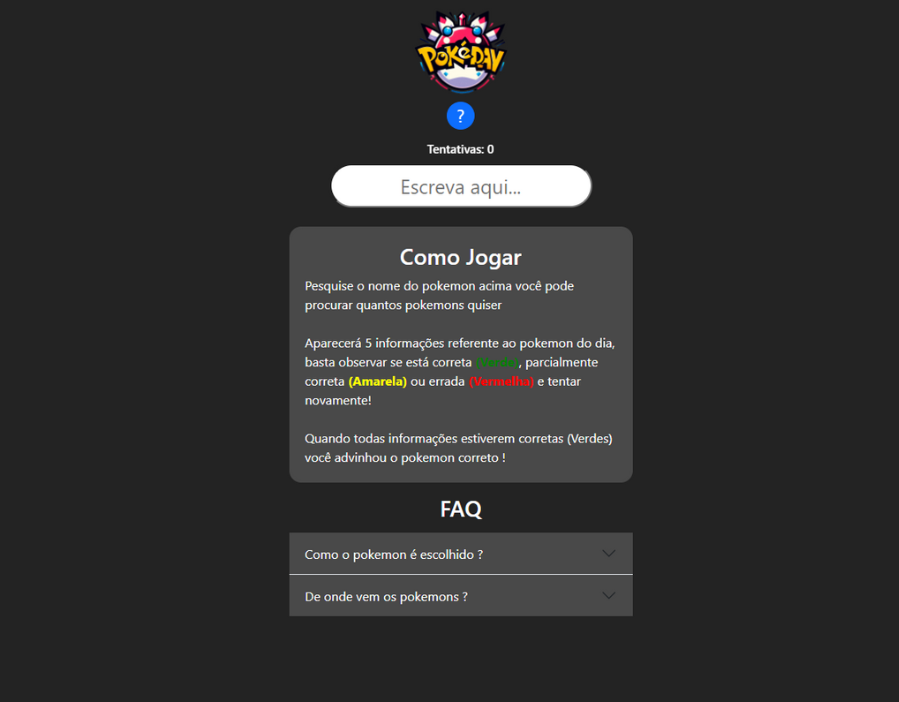 POKéDAY
?
Tentativas: 0
Escreva aqui...
Como Jogar
Pesquise o nome do pokemon acima você pode
procurar quantos pokemons quiser
Aparecerá 5 informações referente ao pokemon do dia,
basta observar se está correta (Verde), parcialmente
correta (Amarela) ou errada (Vermelha) e tentar
novamente!
Quando todas informações estiverem corretas (Verdes)
você advinhou o pokemon correto !
FAQ
Como o pokemon é escolhido ?
De onde vem os pokemons ?